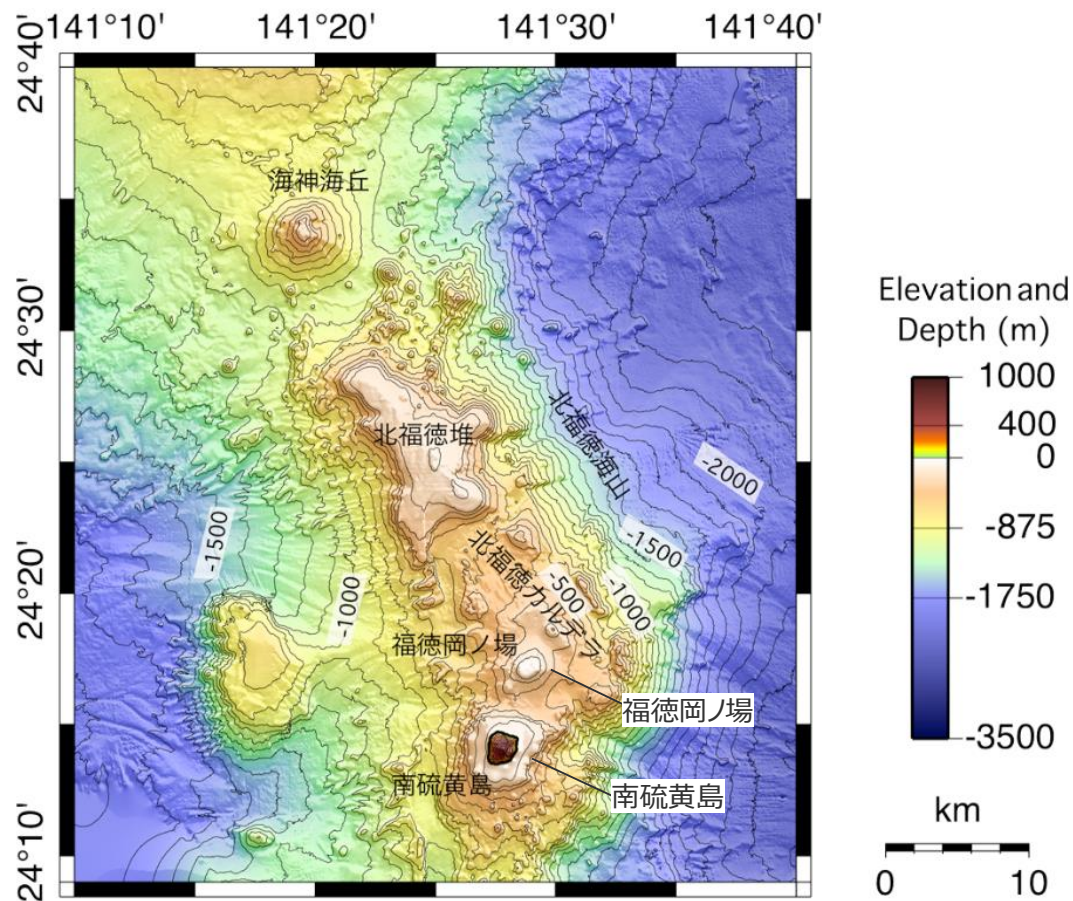 141°10' 141°20' 141°30' 141°40'
24°40'
24°30'
24°20'
24°10'
海神海丘
北福徳堆
北福徳海山
-2000
-1500
-1500
北福徳カルデラ
-500
-1000
-1000
福徳岡ノ場
福徳岡ノ場
南硫黄島
南硫黄島
Elevation and
Depth (m)
1000
400
0
-875
-1750
-3500
km
0 10